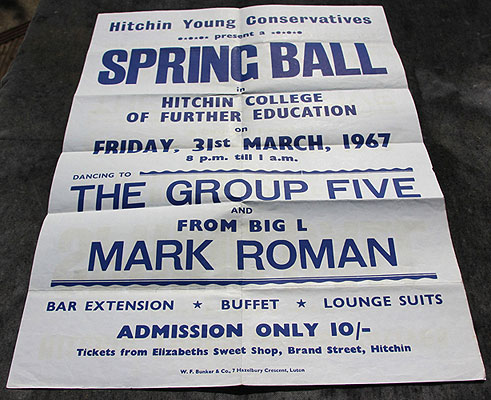 Hitchin Young Conservatives
present a
SPRING BALL
in
HITCHIN COLLEGE
OF FURTHER EDUCATION
on
FRIDAY, 31st MARCH, 1967
8 p.m. till 1 a.m.
DANCING TO
THE GROUP FIVE
AND
FROM BIG L
MARK ROMAN
BAR EXTENSION ★ BUFFET ★ LOUNGE SUITS
ADMISSION ONLY 10/-
Tickets from Elizabeths Sweet Shop, Brand Street, Hitchin
W. F. Bunker & Co., 7 Hazelbury Crescent, Luton